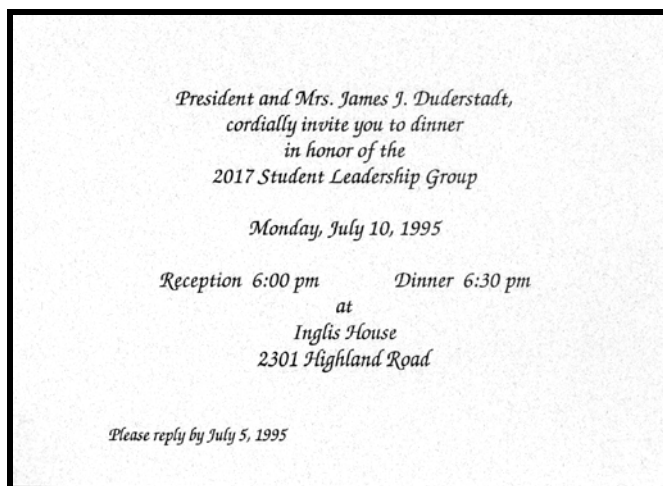 President and Mrs. James J. Duderstadt,
cordially invite you to dinner
in honor of the
2017 Student Leadership Group
Monday, July 10, 1995
Reception 6:00 pm Dinner 6:30 pm
at
Inglis House
2301 Highland Road
Please reply by July 5, 1995